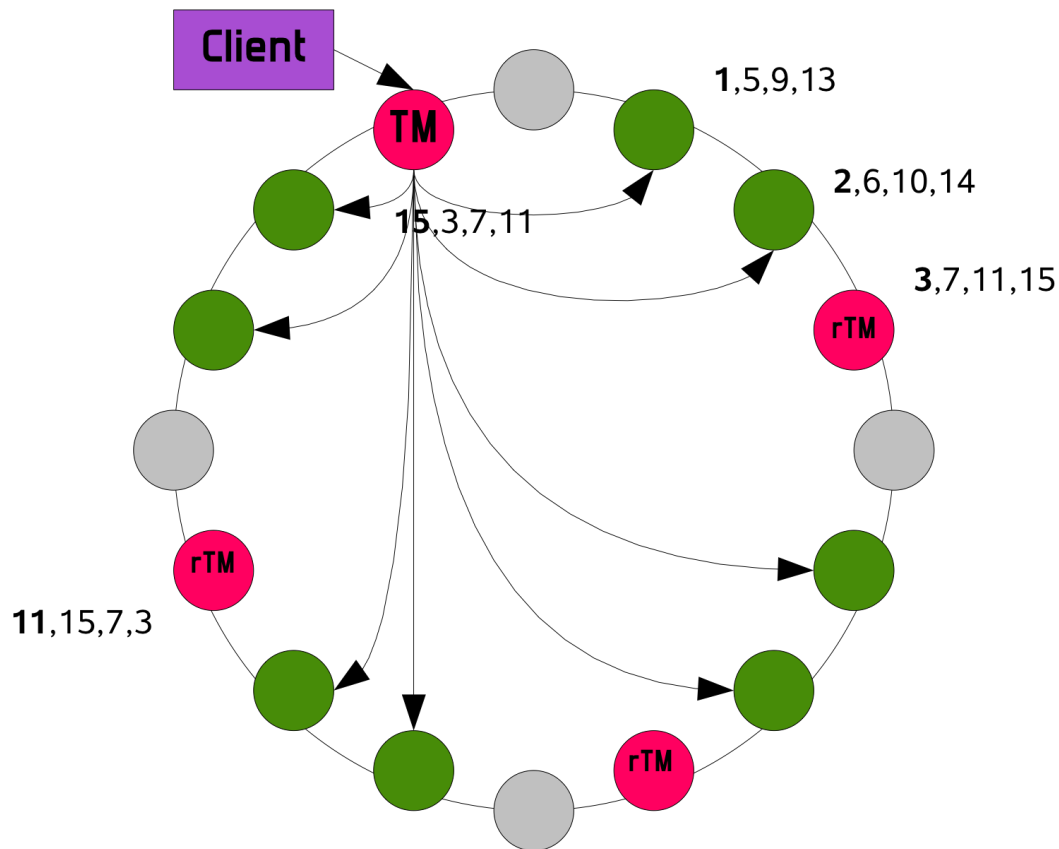 Client
1,5,9,13
TM
2,6,10,14
15,3,7,11
3,7,11,15
rTM
rTM
11,15,7,3
rTM